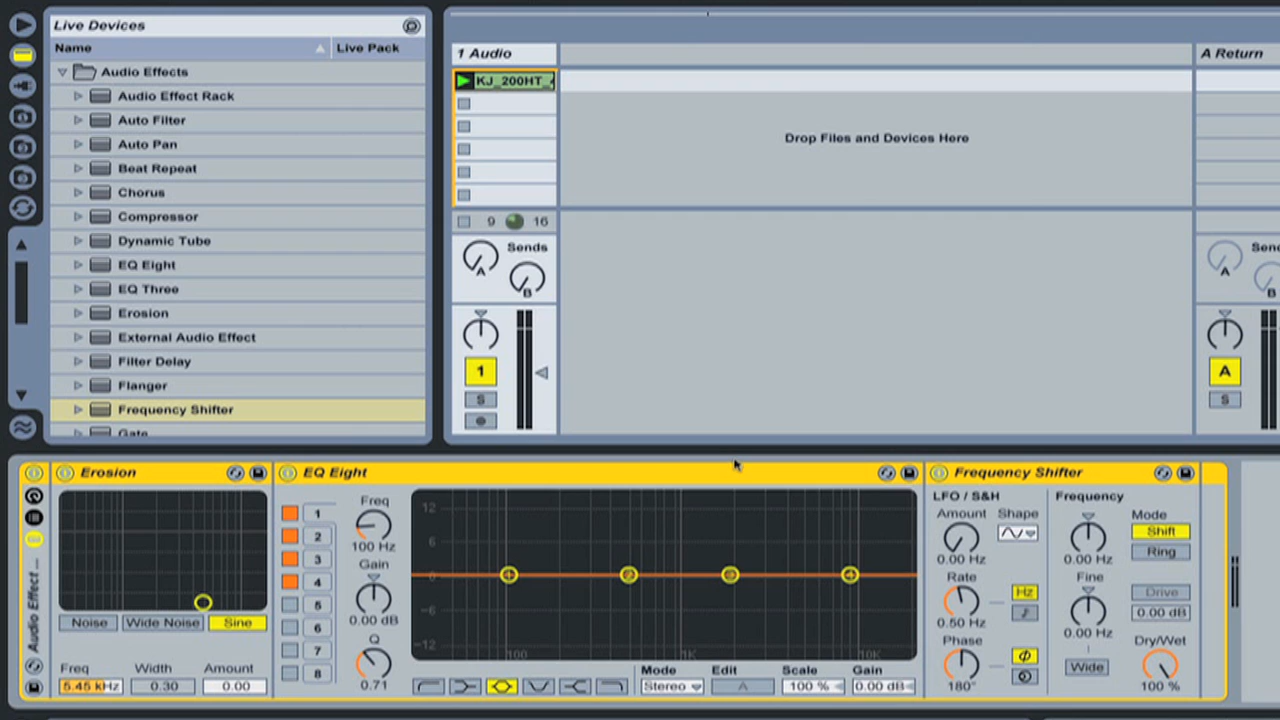 Live Devices
Name Live Pack
Audio Effects
Audio Effect Rack
Auto Filter
Auto Pan
Beat Repeat
Chorus
Compressor
Dynamic Tube
EQ Eight
EQ Three
Erosion
External Audio Effect
Filter Delay
Flanger
Frequency Shifter
Gate
1 Audio
KJ_200HT_
Drop Files and Devices Here
9 16
Sends
A
B
1
S
A Return
A
B
A
S
Audio Effect ...
Erosion
Noise Wide Noise Sine
Freq Width Amount
5.45 kHz 0.30 0.00
EQ Eight
1
2
3
4
5
6
7
8
Freq
100 Hz
Gain
0.00 dB
Q
0.71
12
6
0
-6
-12
100 1K 10K
Mode Edit Scale Gain
Stereo A 100 % 0.00 dB
Frequency Shifter
LFO / S&H
Amount Shape
0.00 Hz
Rate
Hz
0.50 Hz
Phase
180°
Frequency
0.00 Hz
Fine
0.00 Hz
Wide
Mode
Shift
Ring
Drive
0.00 dB
Dry/Wet
100 %